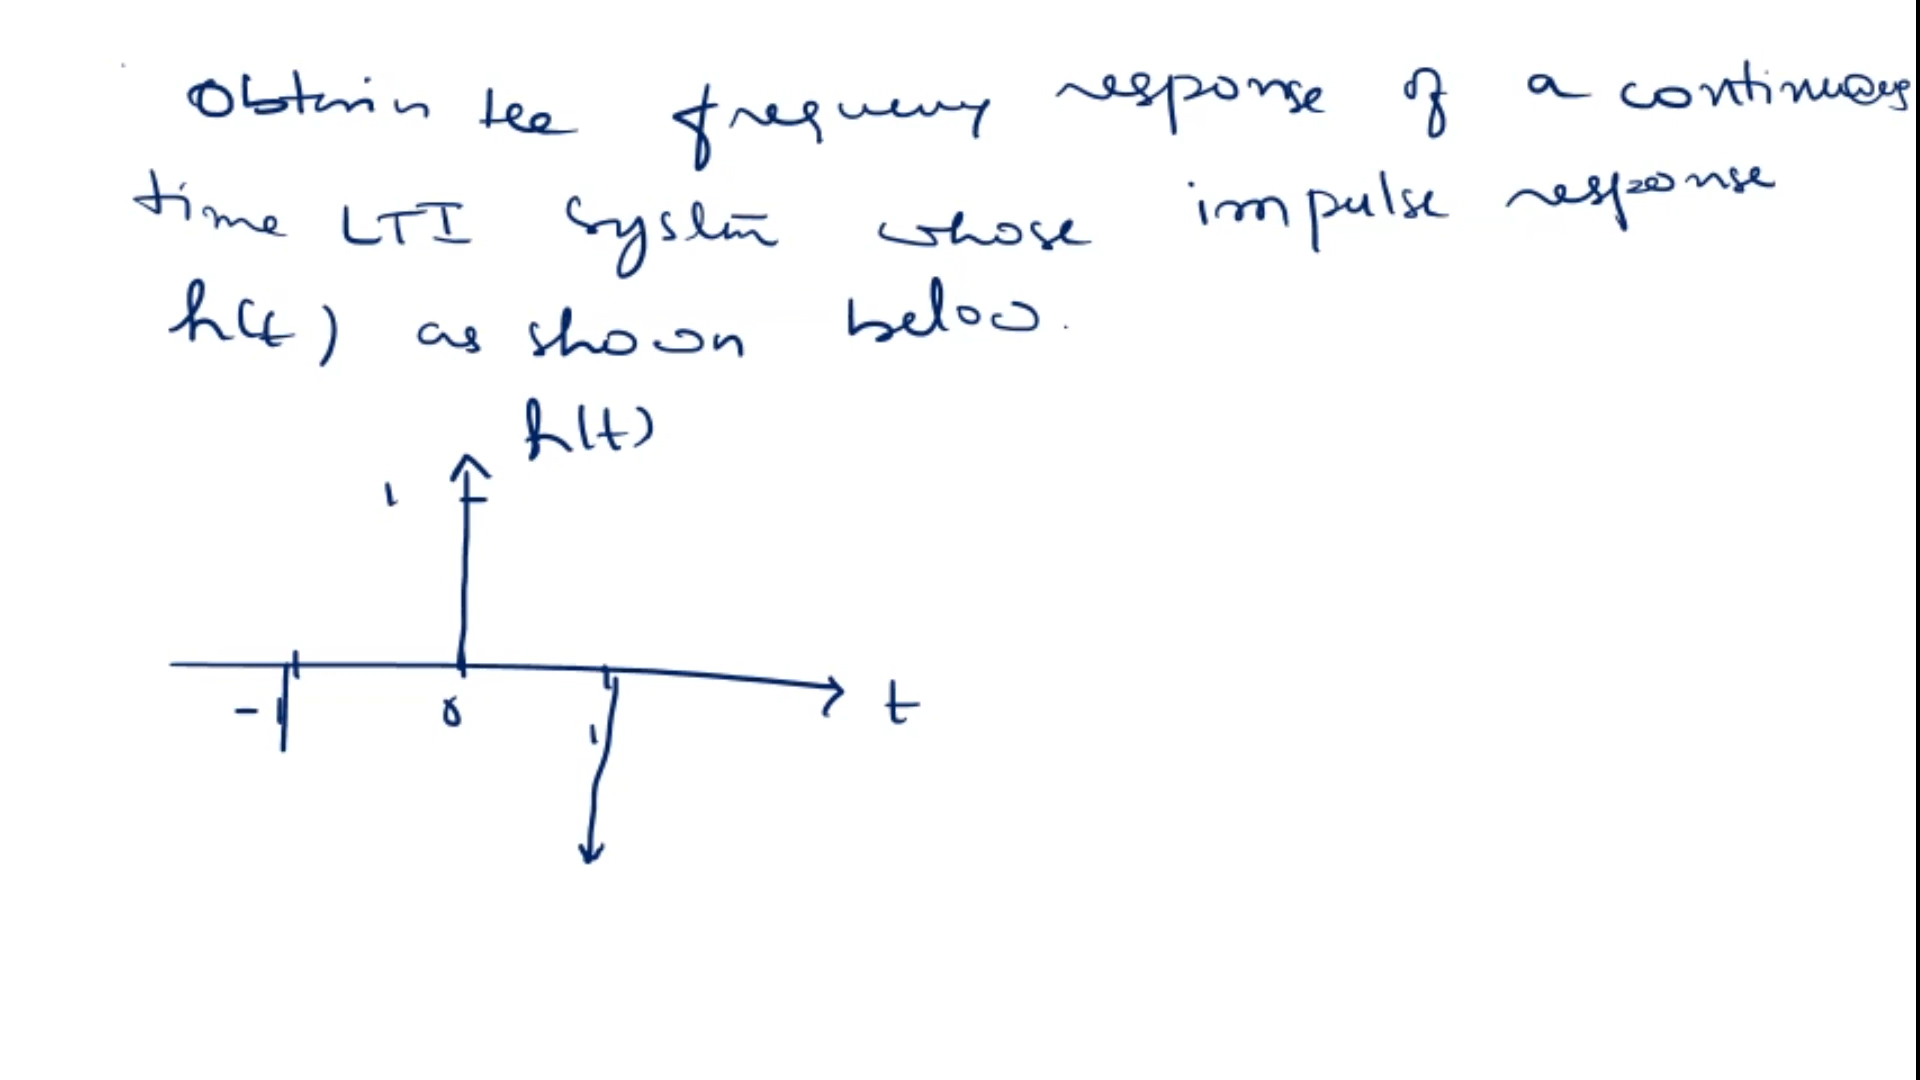 Obtain the frequency response of a continuous
time LTI system whose impulse response
h(t) as shown below.
h(t)
1
-1 0 1 t